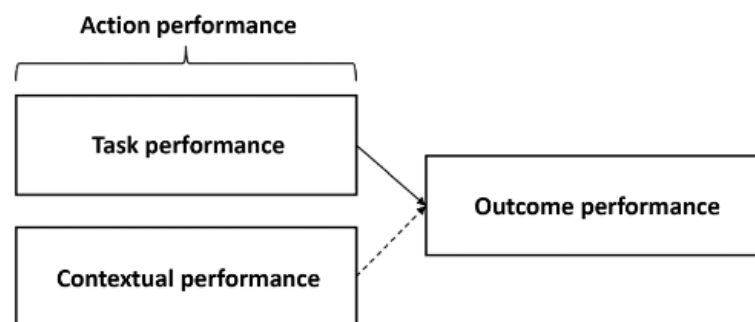 Action performance
Task performance
Outcome performance
Contextual performance